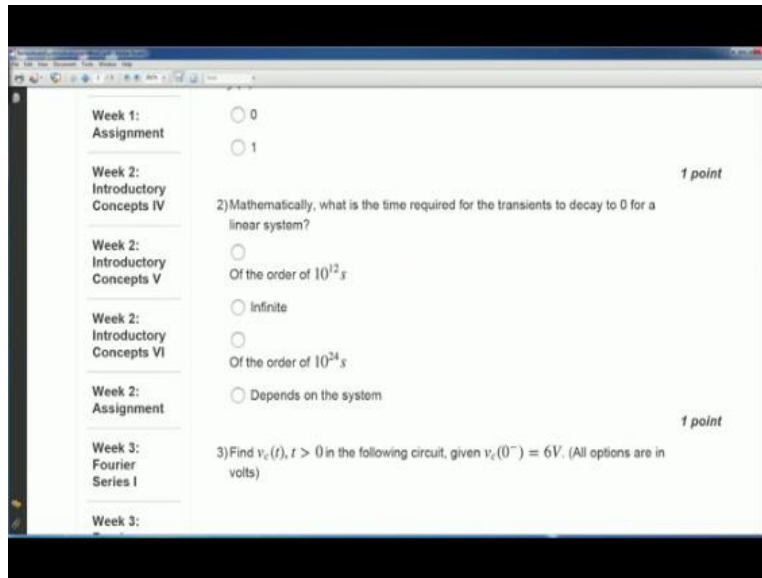 Week 1:
Assignment
Week 2:
Introductory
Concepts IV
Week 2:
Introductory
Concepts V
Week 2:
Introductory
Concepts VI
Week 2:
Assignment
Week 3:
Fourier
Series I
Week 3:
0
1
1 point
2)Mathematically, what is the time required for the transients to decay to 0 for a
linear system?
Of the order of 10¹² s
Infinite
Of the order of 10²⁴ s
Depends on the system
1 point
3)Find v_c(t), t > 0 in the following circuit, given v_c(0⁻) = 6V. (All options are in
volts)